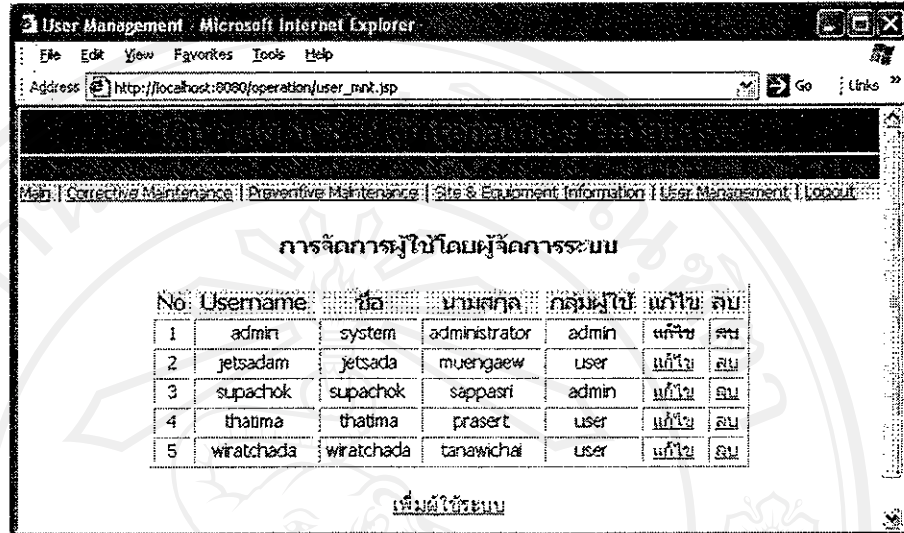 User Management - Microsoft Internet Explorer
File Edit View Favorites Tools Help
Address http://localhost:8080/operation/user_mnt.jsp Go Links »
Main | Corrective Maintenance | Preventive Maintenance | Site & Equipment Information | User Management | Logout
การจัดการผู้ใช้โดยผู้จัดการระบบ
No Username ชื่อ นามสกุล กลุ่มผู้ใช้ แก้ไข ลบ
1 admin system administrator admin แก้ไข ลบ
2 jetsadam jetsada muengaew user แก้ไข ลบ
3 supachok supachok sappasri admin แก้ไข ลบ
4 thatima thatima prasert user แก้ไข ลบ
5 wiratchada wiratchada tanawichai user แก้ไข ลบ
เพิ่มผู้ใช้ระบบ